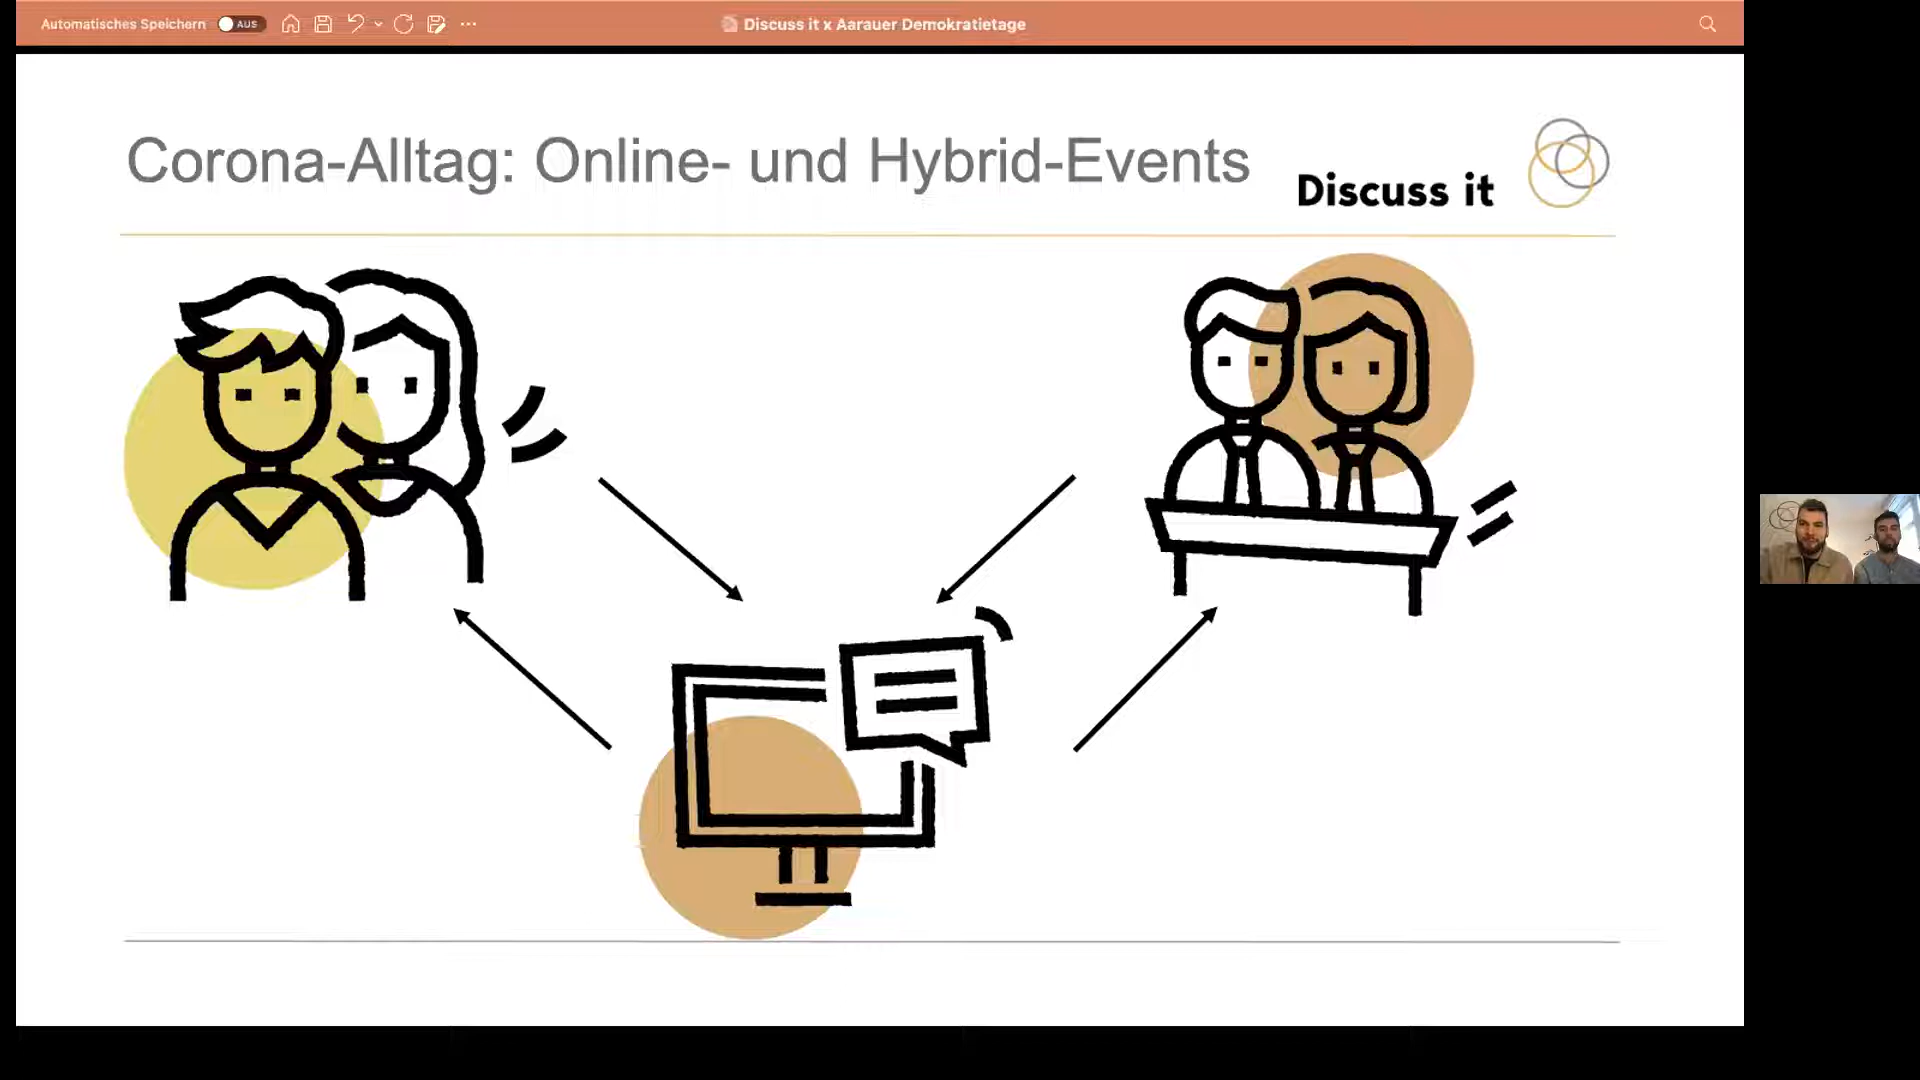 Automatisches Speichern AUS
Discuss it x Aarauer Demokratietage
Corona-Alltag: Online- und Hybrid-Events
Discuss it